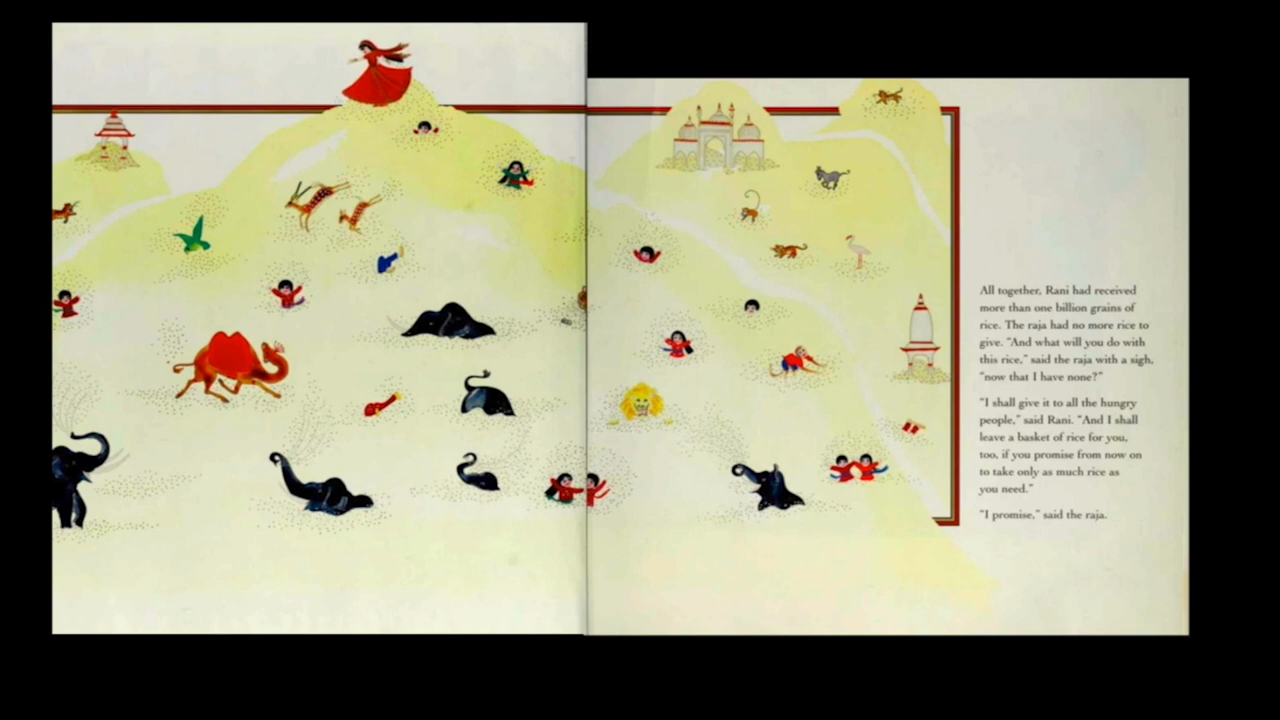 All together, Rani had received
more than one billion grains of
rice. The raja had no more rice to
give. "And what will you do with
this rice," said the raja with a sigh,
"now that I have none?"
"I shall give it to all the hungry
people," said Rani. "And I shall
leave a basket of rice for you,
too, if you promise from now on
to take only as much rice as
you need."
"I promise," said the raja.